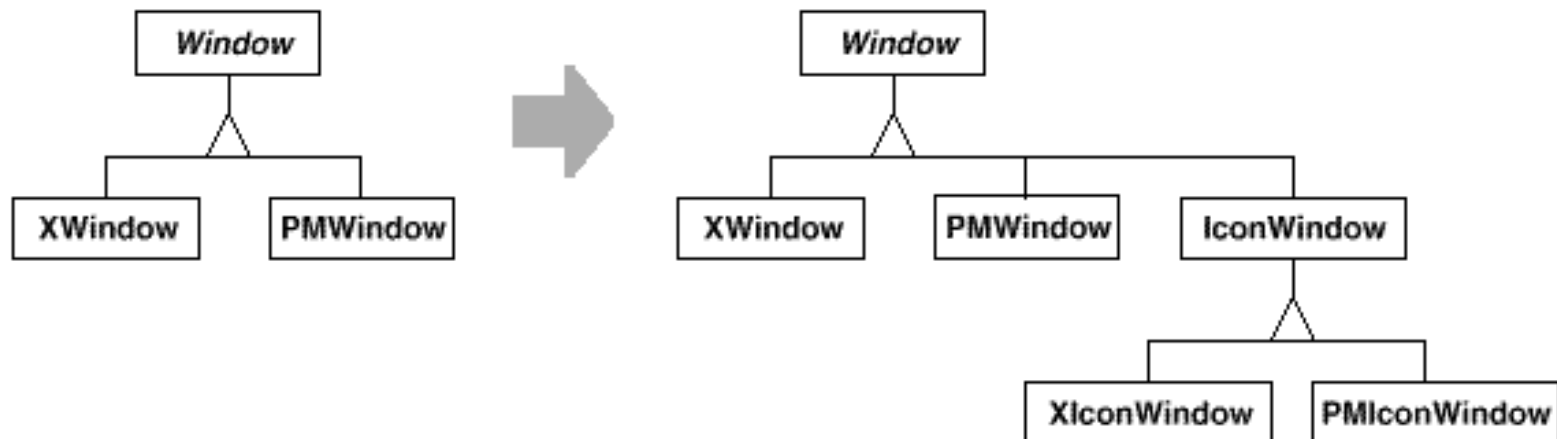 Window
XWindow
PMWindow
Window
XWindow
PMWindow
IconWindow
XIconWindow
PMIconWindow